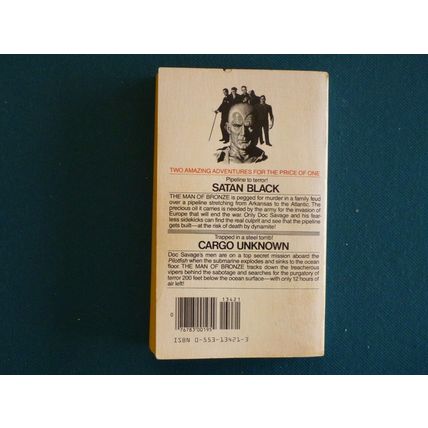 TWO AMAZING ADVENTURES FOR THE PRICE OF ONE
Pipeline to terror!
SATAN BLACK
THE MAN OF BRONZE is pegged for murder in a family feud
over a pipeline stretching from Arkansas to the Atlantic. The
precious oil it carries is needed by the army for the invasion of
Europe that will end the war. Only Doc Savage and his fear-
less sidekicks can find the real culprit and see that the pipeline
gets built—at the risk of death by dynamite!
Trapped in a steel tomb!
CARGO UNKNOWN
Doc Savage's men are on a top secret mission aboard the
Pilotfish when the submarine explodes and sinks to the ocean
floor. THE MAN OF BRONZE tracks down the treacherous
vipers behind the sabotage and searches for the purgatory of
terror 200 feet below the ocean surface—with only 12 hours of
air left!
13421
0
76783 00195
ISBN 0-553-13421-3